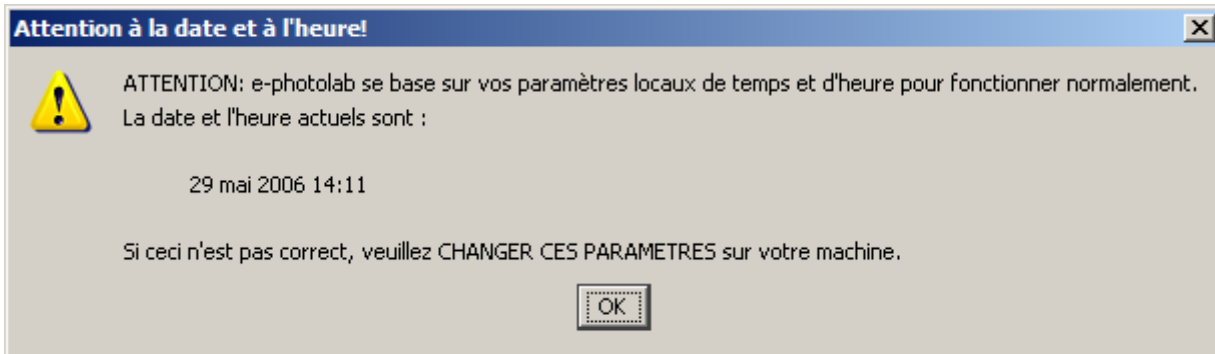 Attention à la date et à l'heure!
ATTENTION: e-photolab se base sur vos paramètres locaux de temps et d'heure pour fonctionner normalement.
La date et l'heure actuels sont :
29 mai 2006 14:11
Si ceci n'est pas correct, veuillez CHANGER CES PARAMETRES sur votre machine.
OK